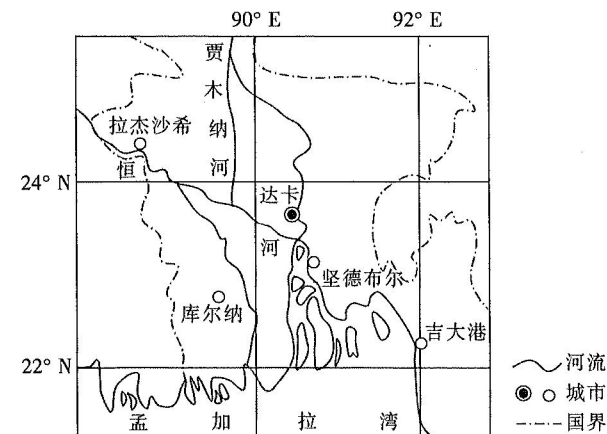 90° E 92° E
贾木纳河
拉杰沙希
恒
24° N
达卡
河
坚德布尔
库尔纳
吉大港
22° N
河流
城市
国界
孟加拉湾